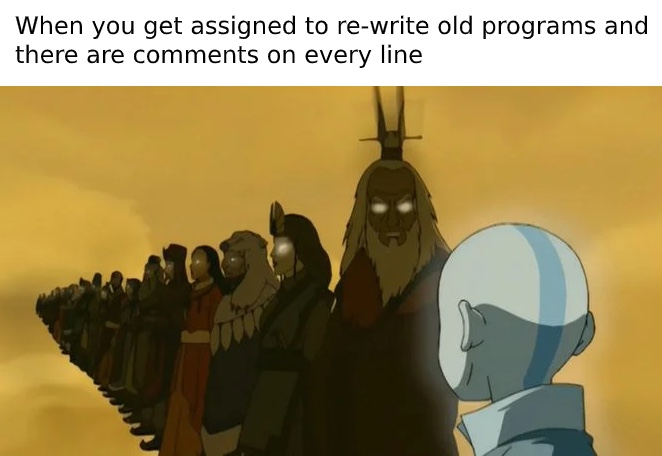 When you get assigned to re-write old programs and
there are comments on every line